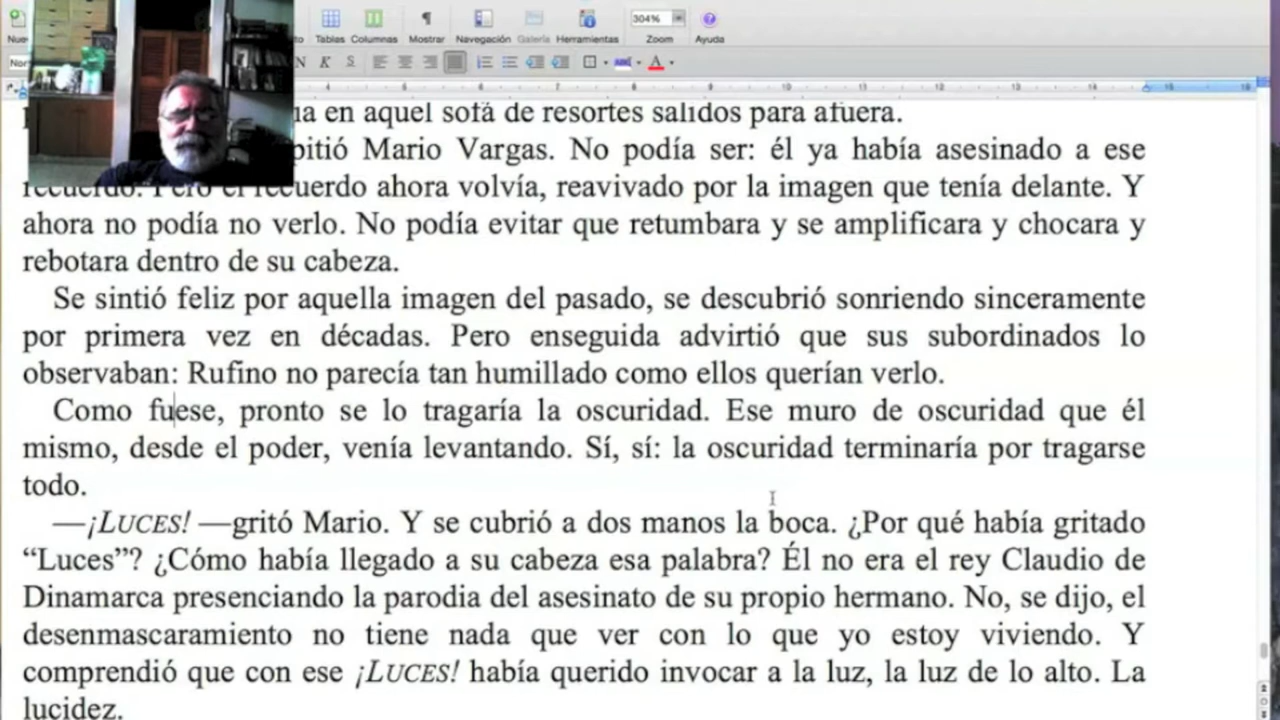 Tablas Columnas Mostrar Navegación Galería Herramientas Zoom Ayuda
304%
en aquel sofá de resortes salidos para afuera.
Mario Vargas. No podía ser: él ya había asesinado a ese
recuerdo. Pero el recuerdo ahora volvía, reavivado por la imagen que tenía delante. Y
ahora no podía no verlo. No podía evitar que retumbara y se amplificara y chocara y
rebotara dentro de su cabeza.
Se sintió feliz por aquella imagen del pasado, se descubrió sonriendo sinceramente
por primera vez en décadas. Pero enseguida advirtió que sus subordinados lo
observaban: Rufino no parecía tan humillado como ellos querían verlo.
Como fuese, pronto se lo tragaría la oscuridad. Ese muro de oscuridad que él
mismo, desde el poder, venía levantando. Sí, sí: la oscuridad terminaría por tragarse
todo.
—¡LUCES! —gritó Mario. Y se cubrió a dos manos la boca. ¿Por qué había gritado
“Luces”? ¿Cómo había llegado a su cabeza esa palabra? Él no era el rey Claudio de
Dinamarca presenciando la parodia del asesinato de su propio hermano. No, se dijo, el
desenmascaramiento no tiene nada que ver con lo que yo estoy viviendo. Y
comprendió que con ese ¡LUCES! había querido invocar a la luz, la luz de lo alto. La
lucidez.